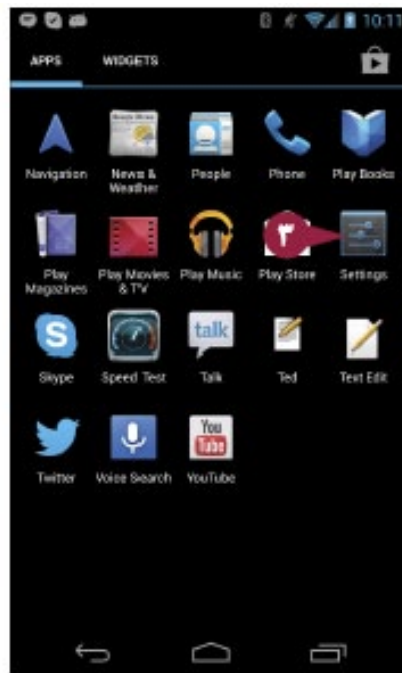 10:11
APPS WIDGETS
Navigation News & Weather People Phone Play Books
Play Magazines Play Movies & TV Play Music ٣ Play Store Settings
S
talk
Skype Speed Test Talk Ted Text Edit
You
Tube
Twitter Voice Search YouTube